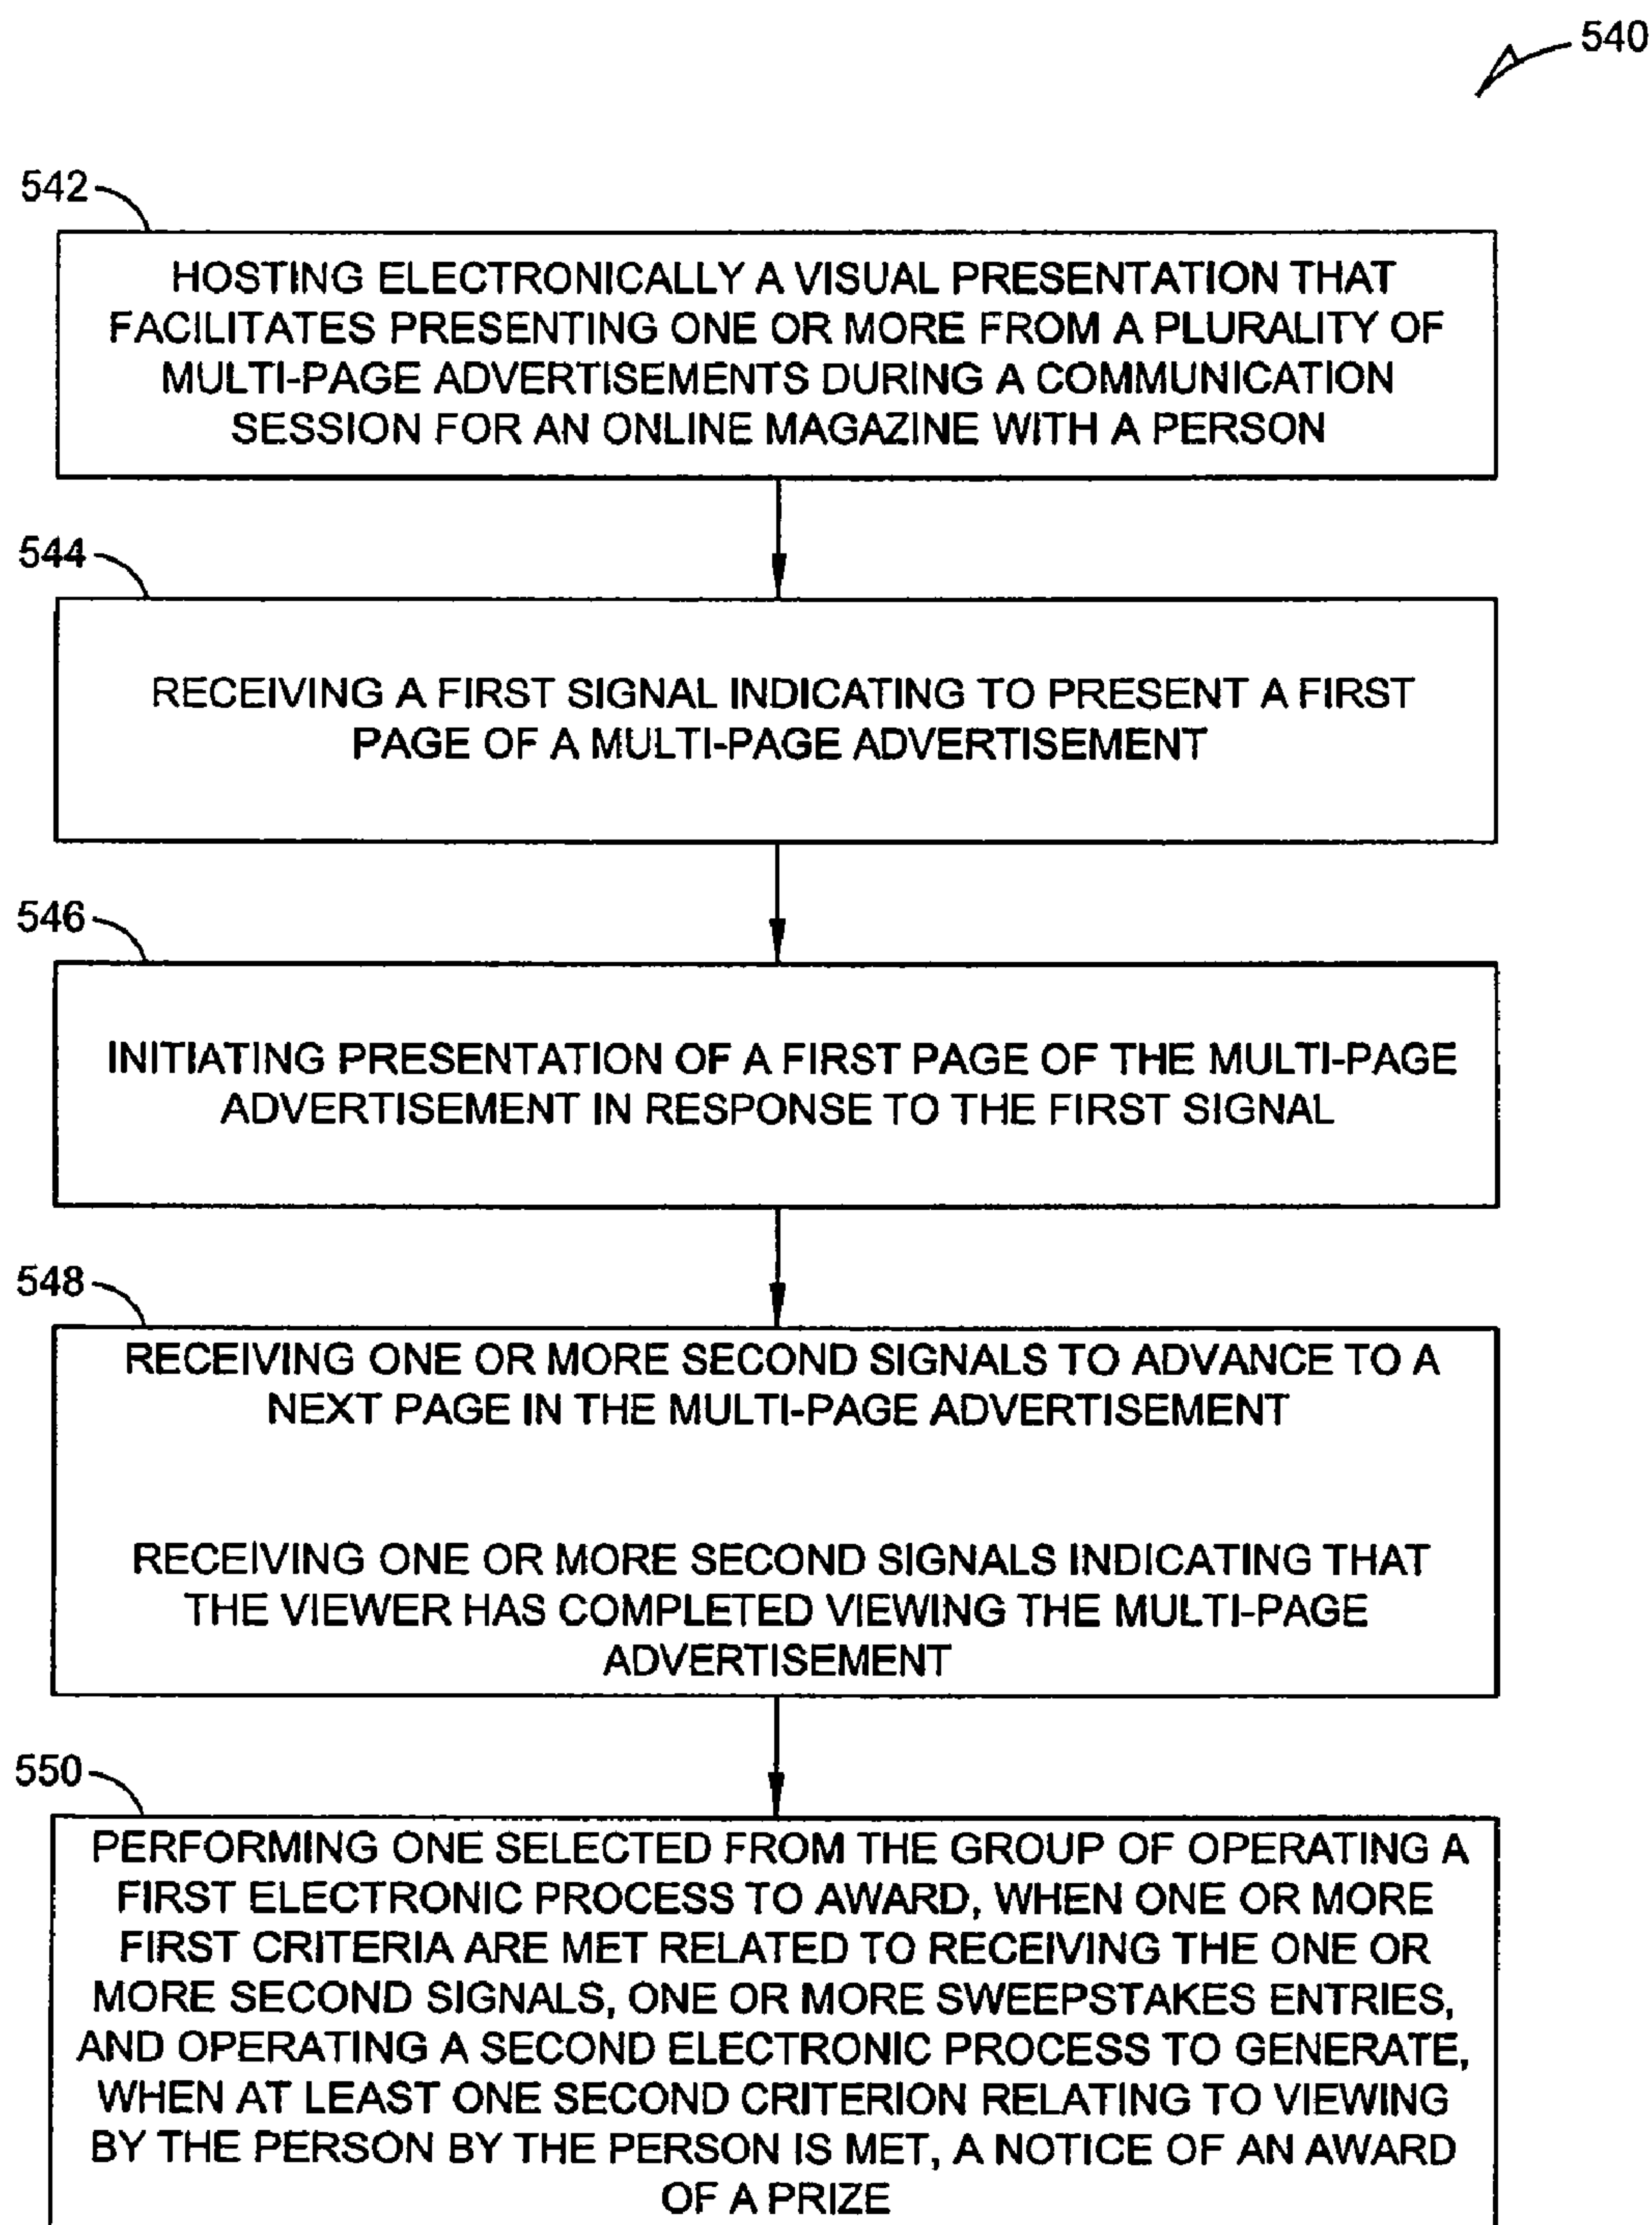 540
542
HOSTING ELECTRONICALLY A VISUAL PRESENTATION THAT
FACILITATES PRESENTING ONE OR MORE FROM A PLURALITY OF
MULTI-PAGE ADVERTISEMENTS DURING A COMMUNICATION
SESSION FOR AN ONLINE MAGAZINE WITH A PERSON
544
RECEIVING A FIRST SIGNAL INDICATING TO PRESENT A FIRST
PAGE OF A MULTI-PAGE ADVERTISEMENT
546
INITIATING PRESENTATION OF A FIRST PAGE OF THE MULTI-PAGE
ADVERTISEMENT IN RESPONSE TO THE FIRST SIGNAL
548
RECEIVING ONE OR MORE SECOND SIGNALS TO ADVANCE TO A
NEXT PAGE IN THE MULTI-PAGE ADVERTISEMENT
RECEIVING ONE OR MORE SECOND SIGNALS INDICATING THAT
THE VIEWER HAS COMPLETED VIEWING THE MULTI-PAGE
ADVERTISEMENT
550
PERFORMING ONE SELECTED FROM THE GROUP OF OPERATING A
FIRST ELECTRONIC PROCESS TO AWARD, WHEN ONE OR MORE
FIRST CRITERIA ARE MET RELATED TO RECEIVING THE ONE OR
MORE SECOND SIGNALS, ONE OR MORE SWEEPSTAKES ENTRIES,
AND OPERATING A SECOND ELECTRONIC PROCESS TO GENERATE,
WHEN AT LEAST ONE SECOND CRITERION RELATING TO VIEWING
BY THE PERSON BY THE PERSON IS MET, A NOTICE OF AN AWARD
OF A PRIZE